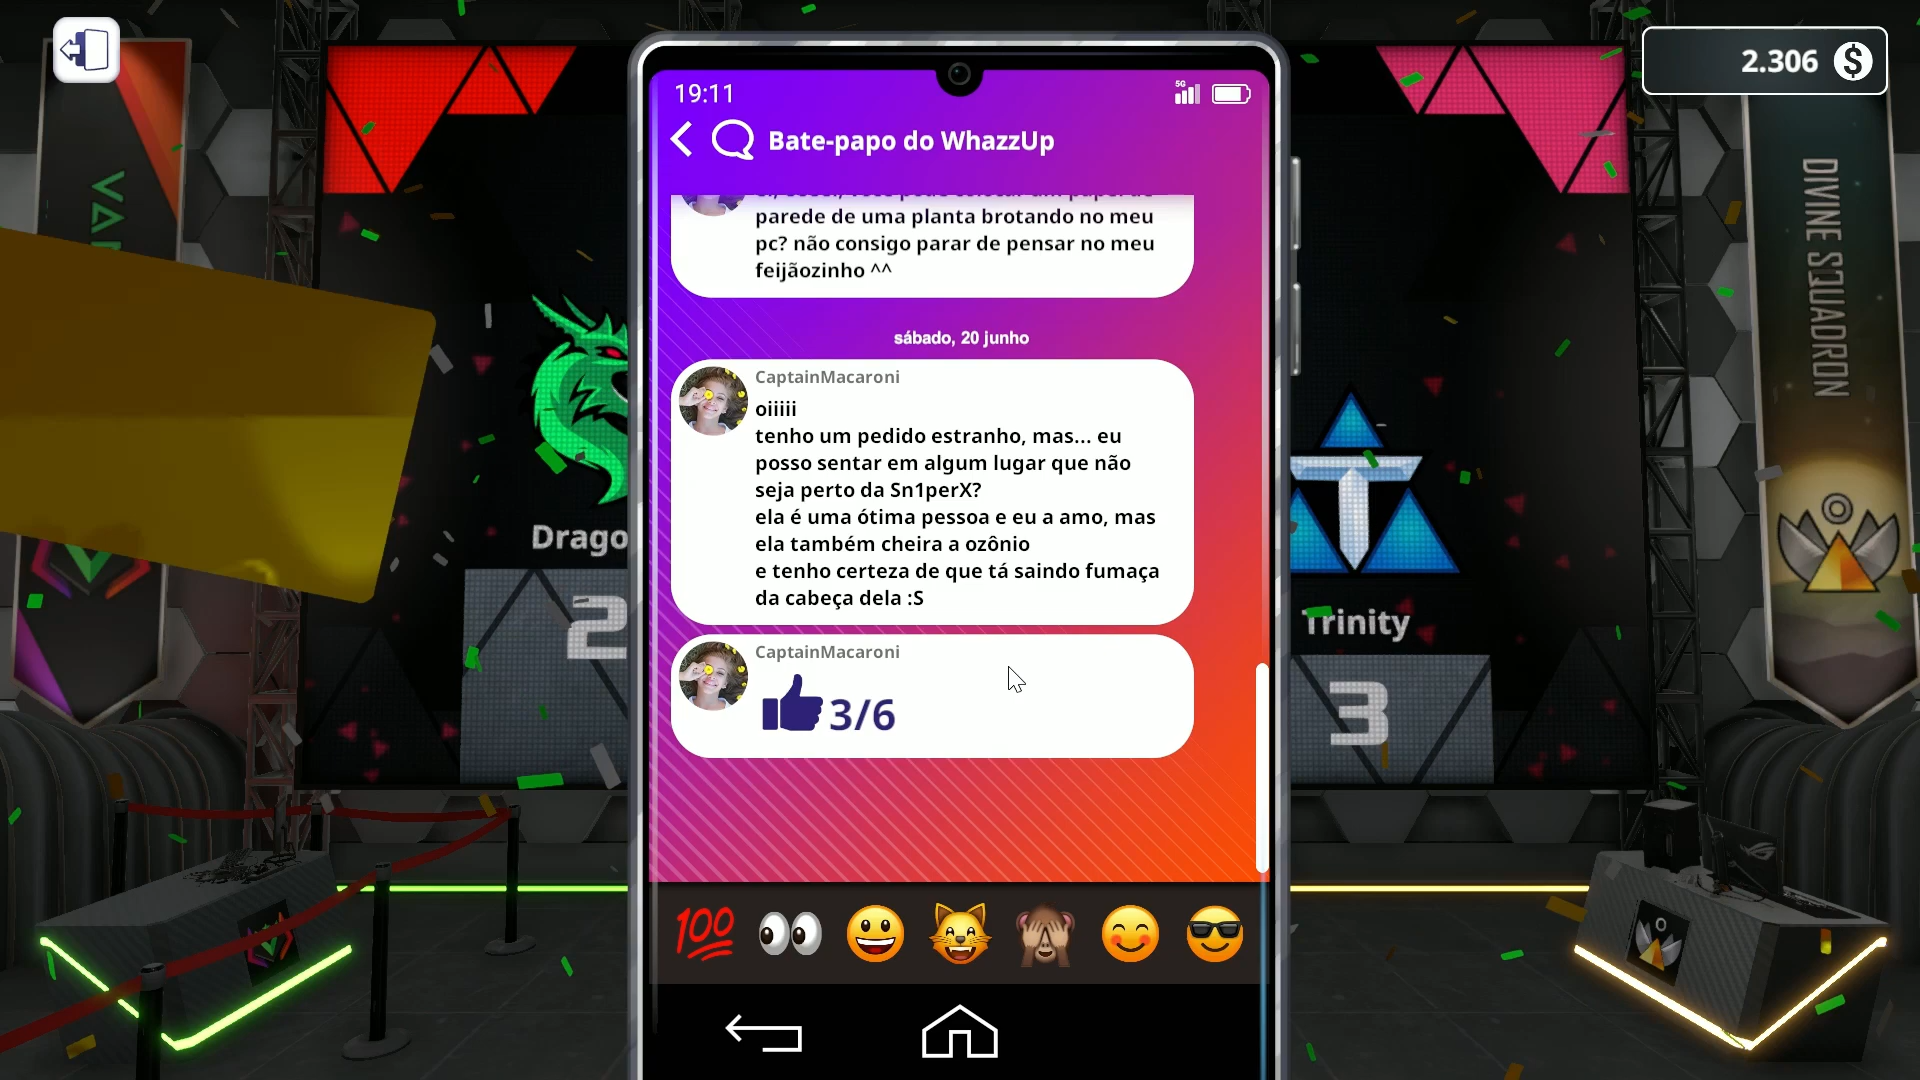 2.306
19:11
5G
Bate-papo do WhazzUp
parede de uma planta brotando no meu
pc? não consigo parar de pensar no meu
feijãozinho ^^
sábado, 20 junho
CaptainMacaroni
oiiiii
tenho um pedido estranho, mas... eu
posso sentar em algum lugar que não
seja perto da Sn1perX?
ela é uma ótima pessoa e eu a amo, mas
ela também cheira a ozônio
e tenho certeza de que tá saindo fumaça
da cabeça dela :S
CaptainMacaroni
3/6
100
Drago
2
Trinity
3
DIVINE SQUADRON